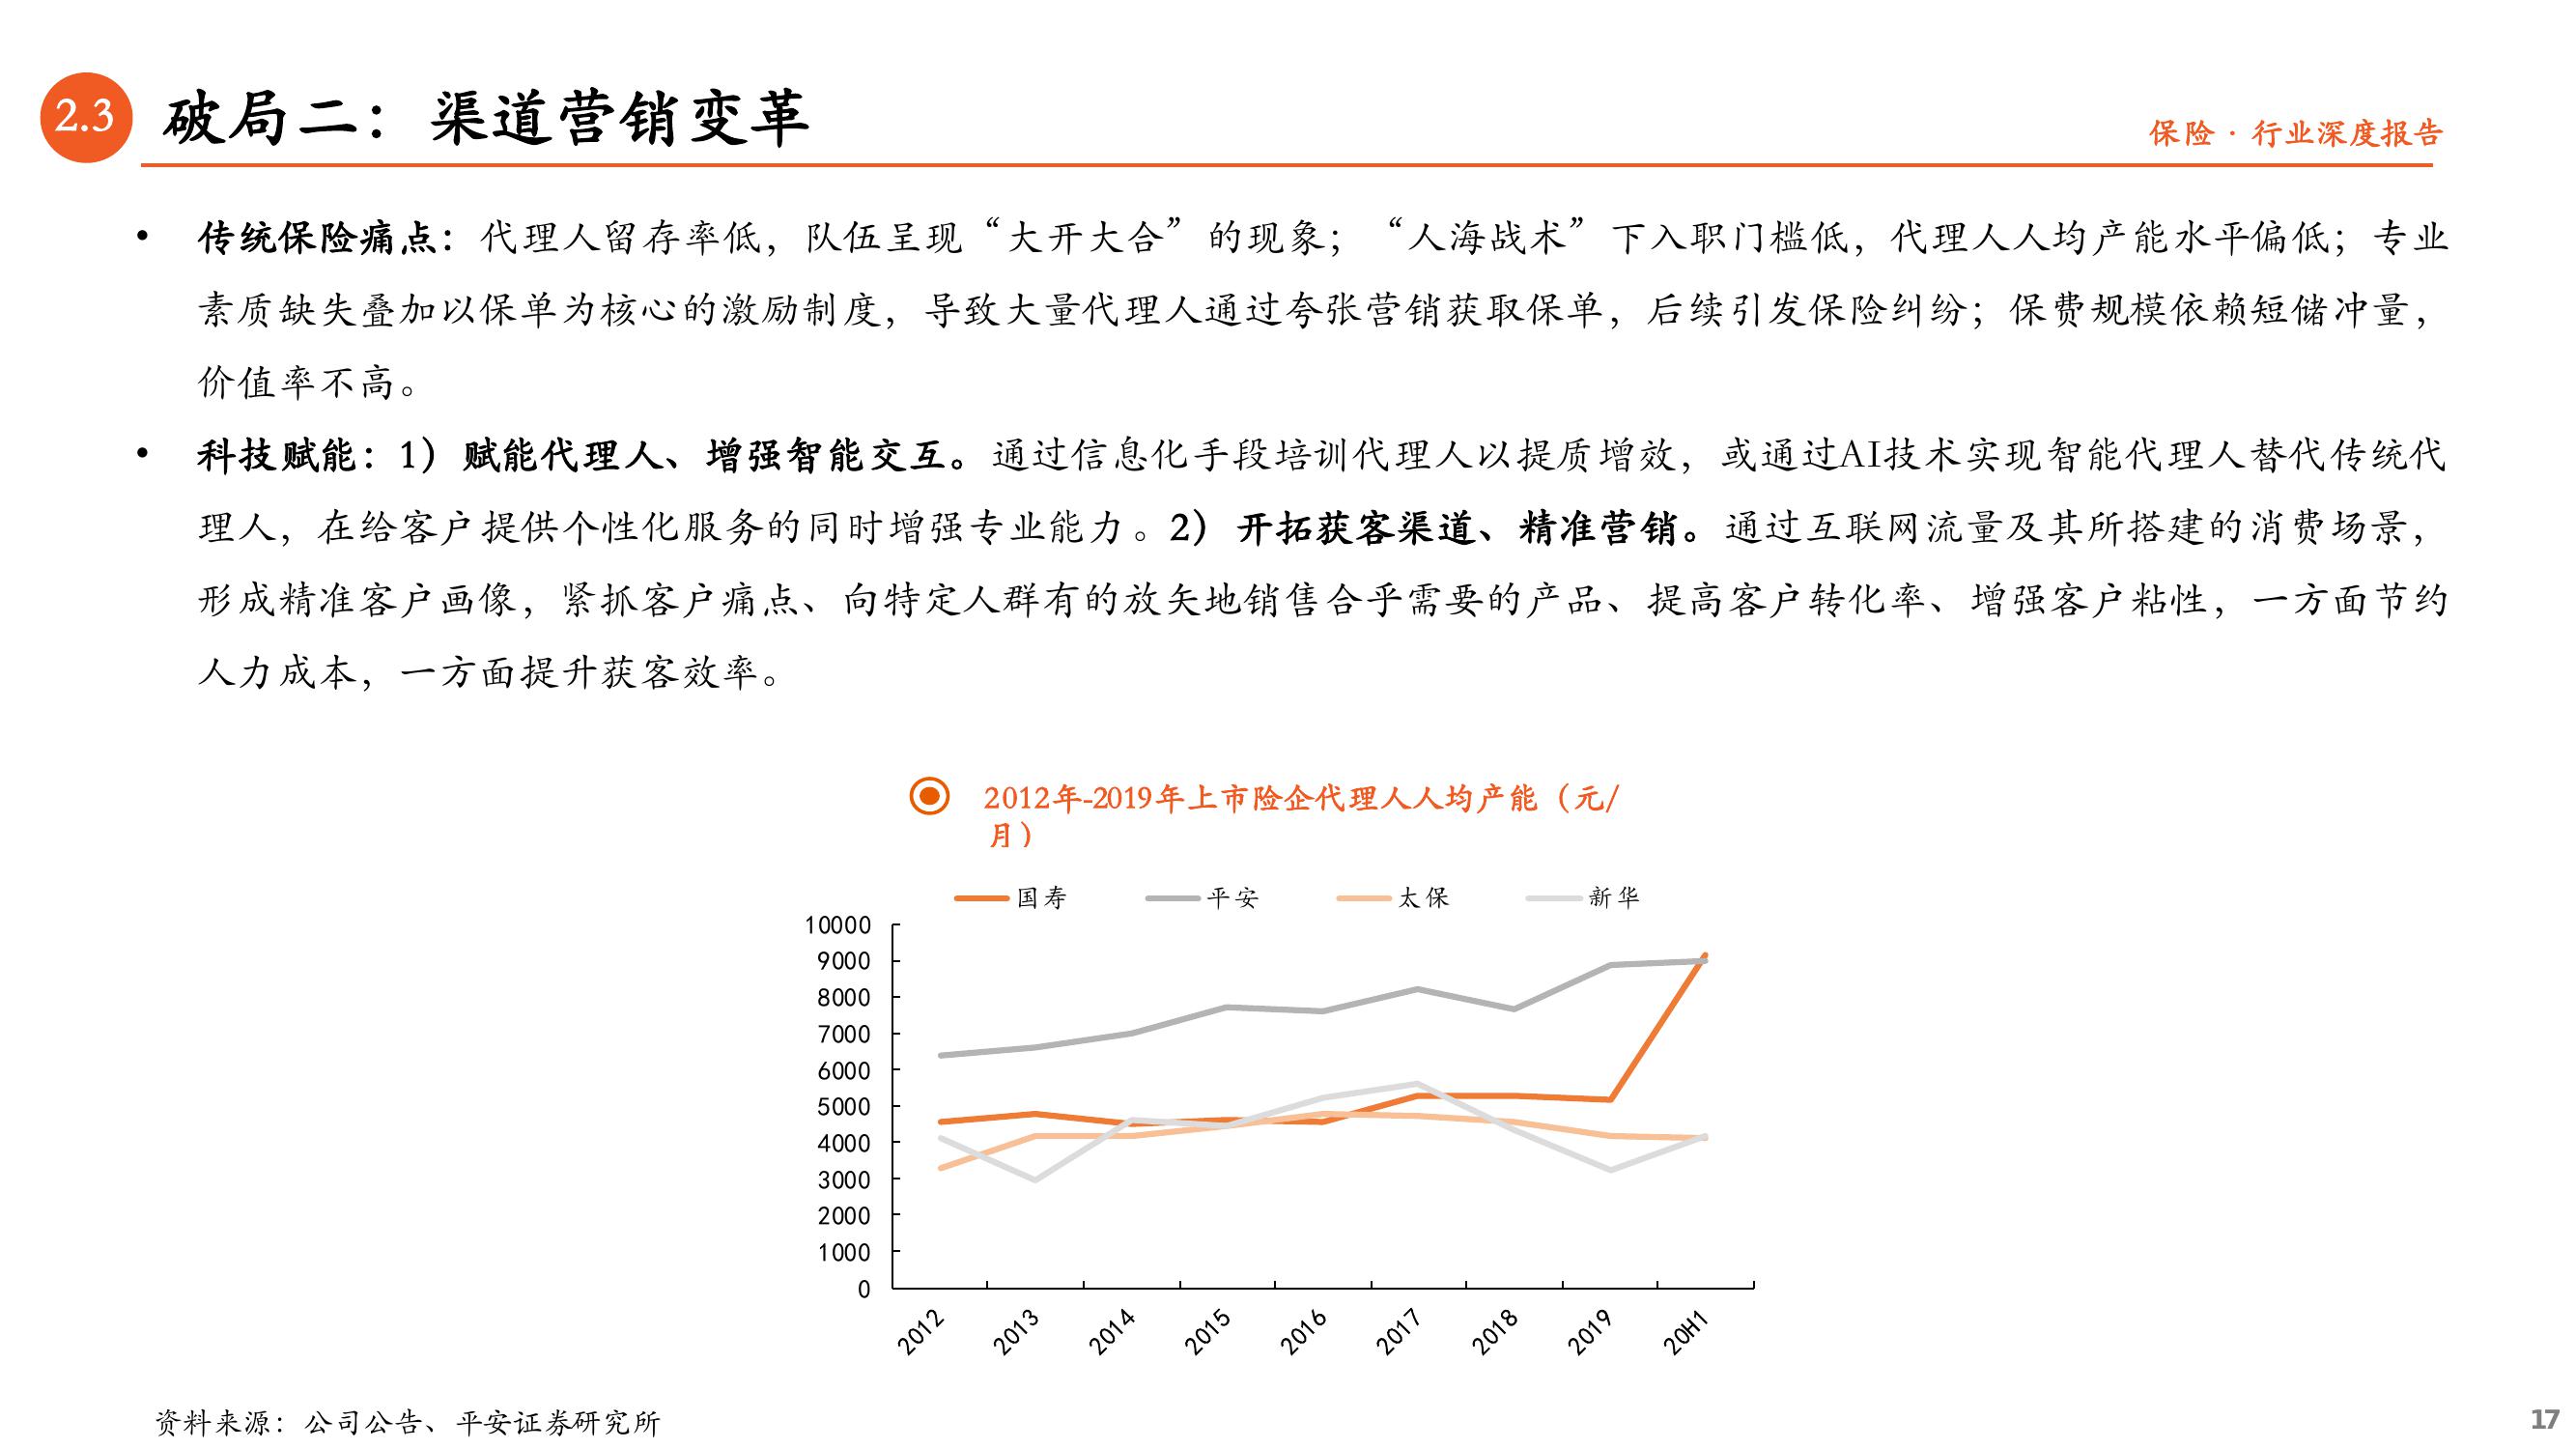 2.3 破局二：渠道营销变革
保险 · 行业深度报告
• 传统保险痛点：代理人留存率低，队伍呈现“大开大合”的现象；“人海战术”下入职门槛低，代理人人均产能水平偏低；专业
素质缺失叠加以保单为核心的激励制度，导致大量代理人通过夸张营销获取保单，后续引发保险纠纷；保费规模依赖短储冲量，
价值率不高。
• 科技赋能：1）赋能代理人、增强智能交互。通过信息化手段培训代理人以提质增效，或通过AI技术实现智能代理人替代传统代
理人，在给客户提供个性化服务的同时增强专业能力。2）开拓获客渠道、精准营销。通过互联网流量及其所搭建的消费场景，
形成精准客户画像，紧抓客户痛点、向特定人群有的放矢地销售合乎需要的产品、提高客户转化率、增强客户粘性，一方面节约
人力成本，一方面提升获客效率。
2012年-2019年上市险企代理人人均产能（元/
月）
国寿 平安 太保 新华
10000
9000
8000
7000
6000
5000
4000
3000
2000
1000
0
2012 2013 2014 2015 2016 2017 2018 2019 20H1
资料来源：公司公告、平安证券研究所
17